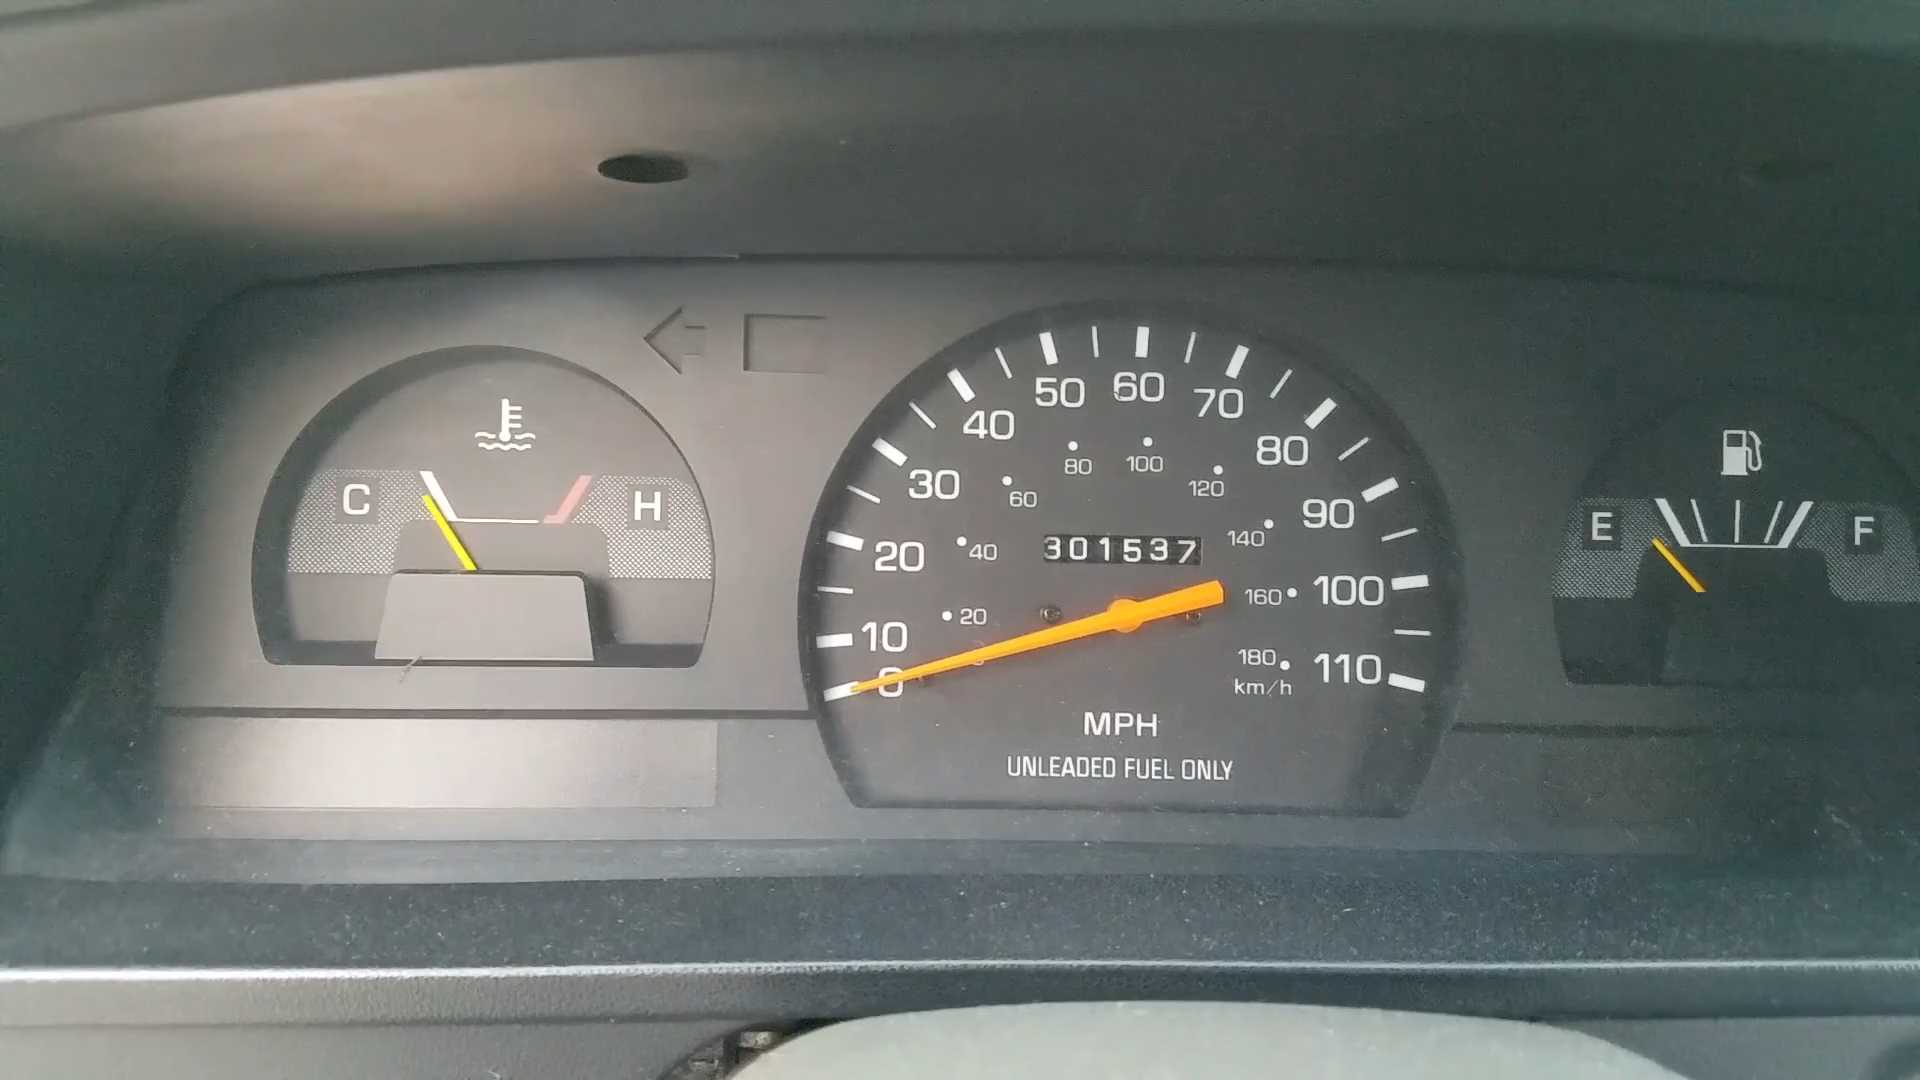 C H
0 10 20 30 40 50 60 70 80 90 100 110
20 40 60 80 100 120 140 160 180
km/h
301537
MPH
UNLEADED FUEL ONLY
E F